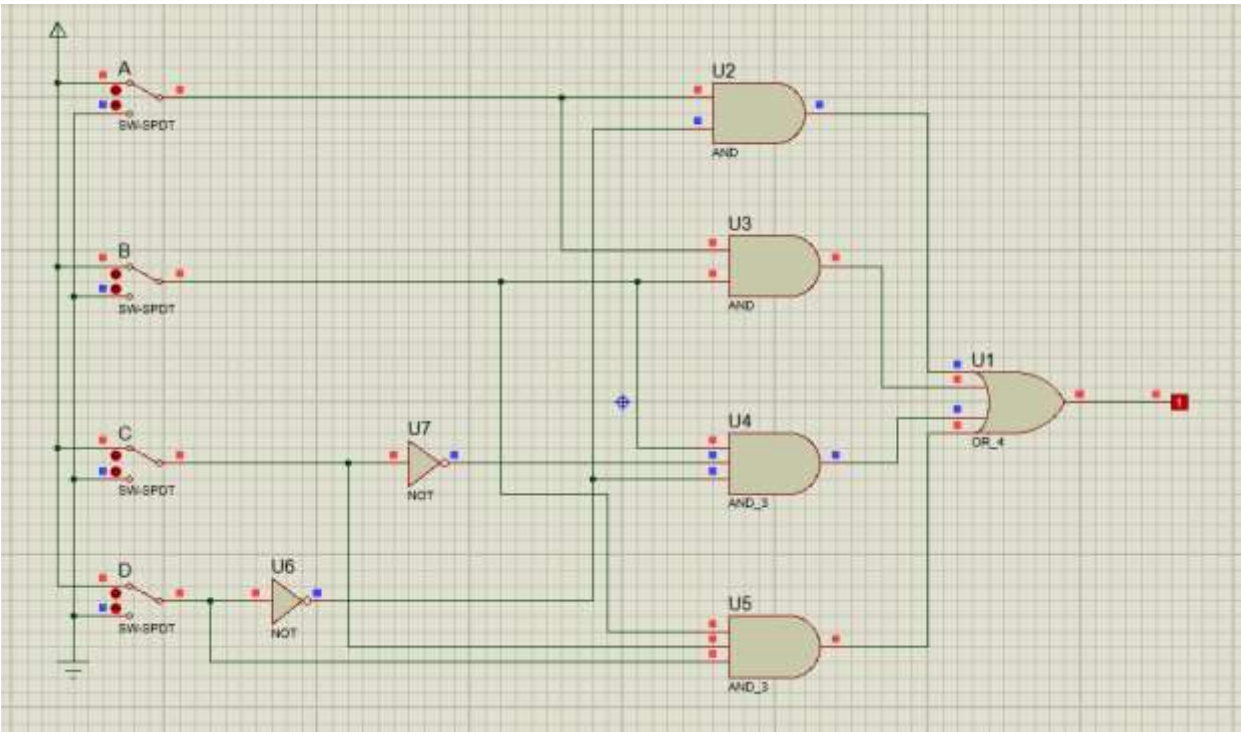 A
SW-SPDT
U2
AND
B
SW-SPDT
U3
AND
C
SW-SPDT
U7
NOT
U4
AND_3
U1
OR_4
1
D
SW-SPDT
U6
NOT
U5
AND_3